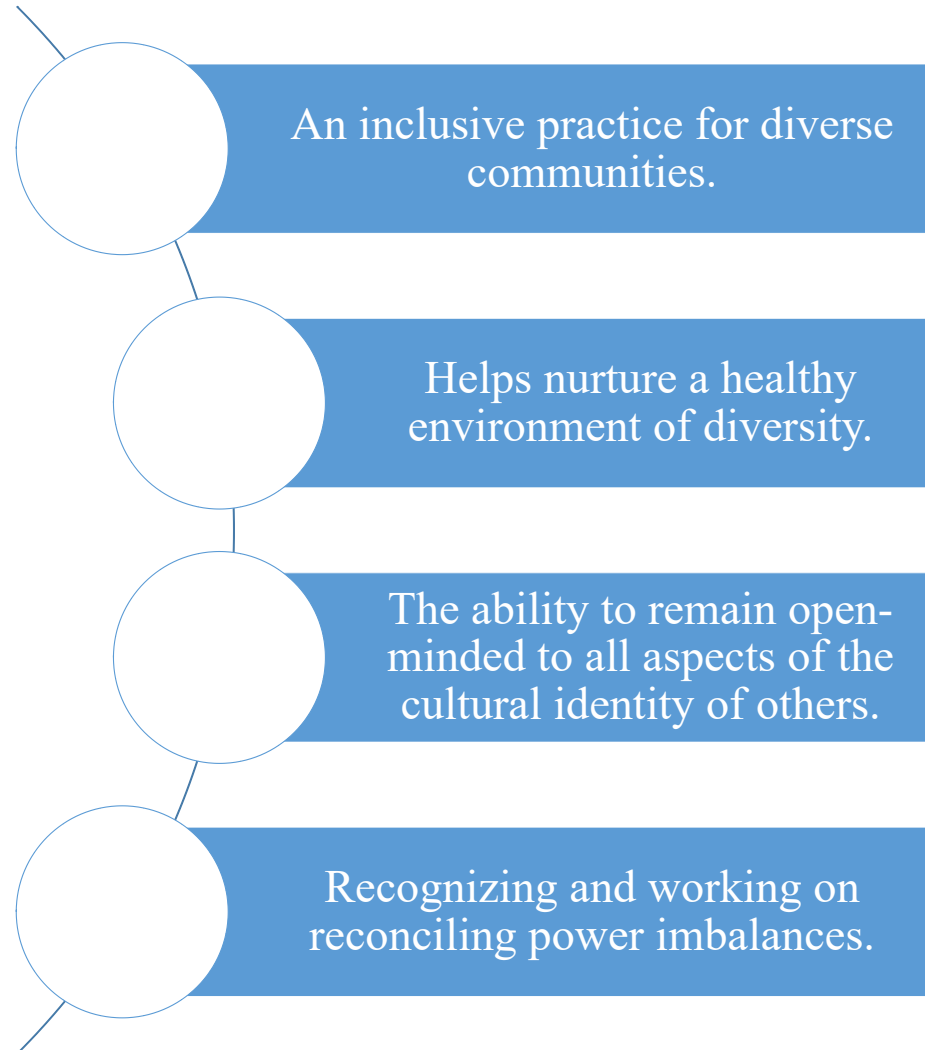 An inclusive practice for diverse
communities.
Helps nurture a healthy
environment of diversity.
The ability to remain open-
minded to all aspects of the
cultural identity of others.
Recognizing and working on
reconciling power imbalances.